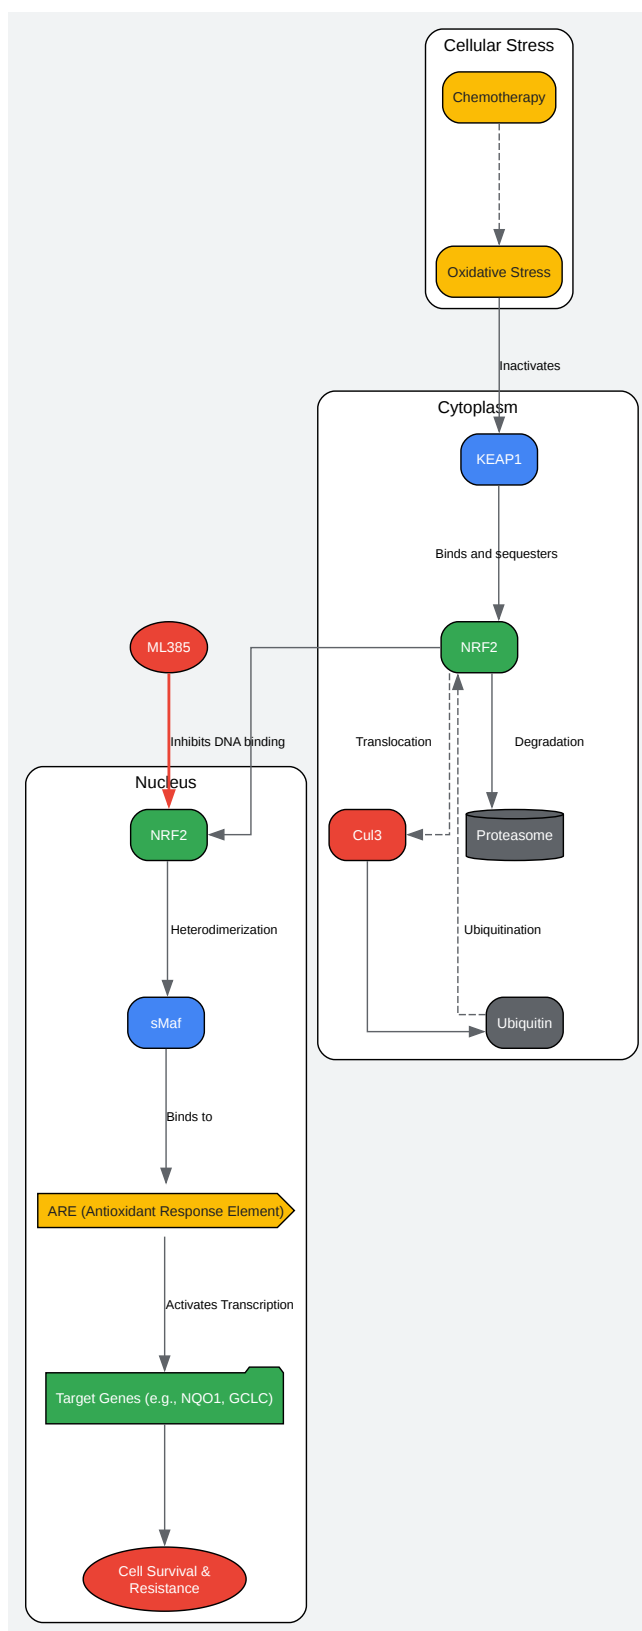 Cellular Stress
Chemotherapy
Oxidative Stress
Inactivates
Cytoplasm
KEAP1
Binds and sequesters
ML385
NRF2
Inhibits DNA binding
Translocation
Degradation
Nucleus
NRF2
Cul3
Proteasome
Heterodimerization
Ubiquitination
sMaf
Ubiquitin
Binds to
ARE (Antioxidant Response Element)
Activates Transcription
Target Genes (e.g., NQO1, GCLC)
Cell Survival &
Resistance